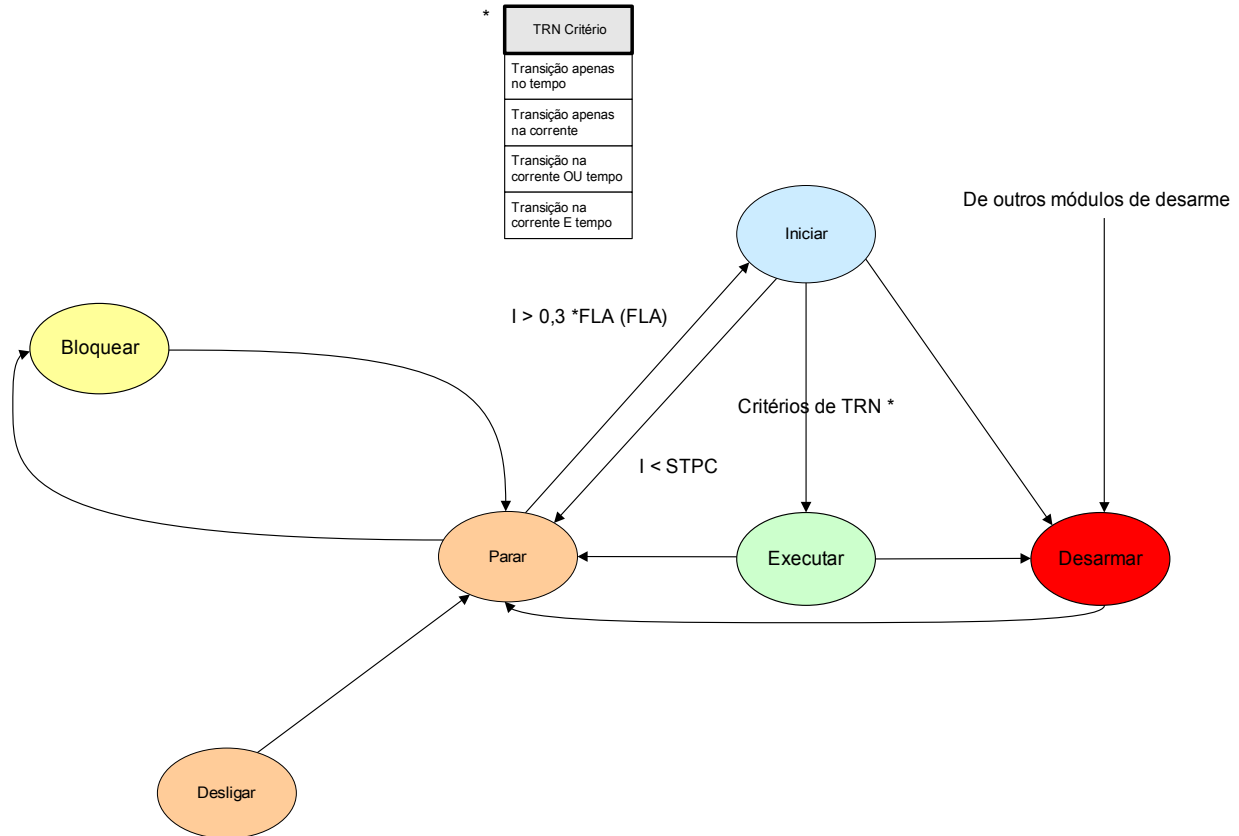 *
TRN Critério
Transição apenas
no tempo
Transição apenas
na corrente
Transição na
corrente OU tempo
Transição na
corrente E tempo
De outros módulos de desarme
Iniciar
I > 0,3 *FLA (FLA)
Bloquear
Critérios de TRN *
I < STPC
Parar
Executar
Desarmar
Desligar